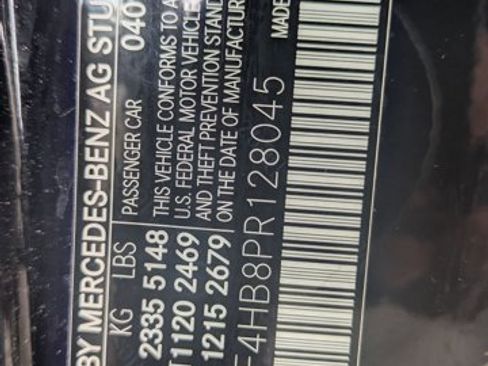 BY MERCEDES-BENZ AG STU
KG LBS PASSENGER CAR 040
2335 5148 THIS VEHICLE CONFORMS TO A
1120 2469 U.S. FEDERAL MOTOR VEHICLE
1215 2679 AND THEFT PREVENTION STAND
ON THE DATE OF MANUFACTUR
4HB8PR128045 MADE